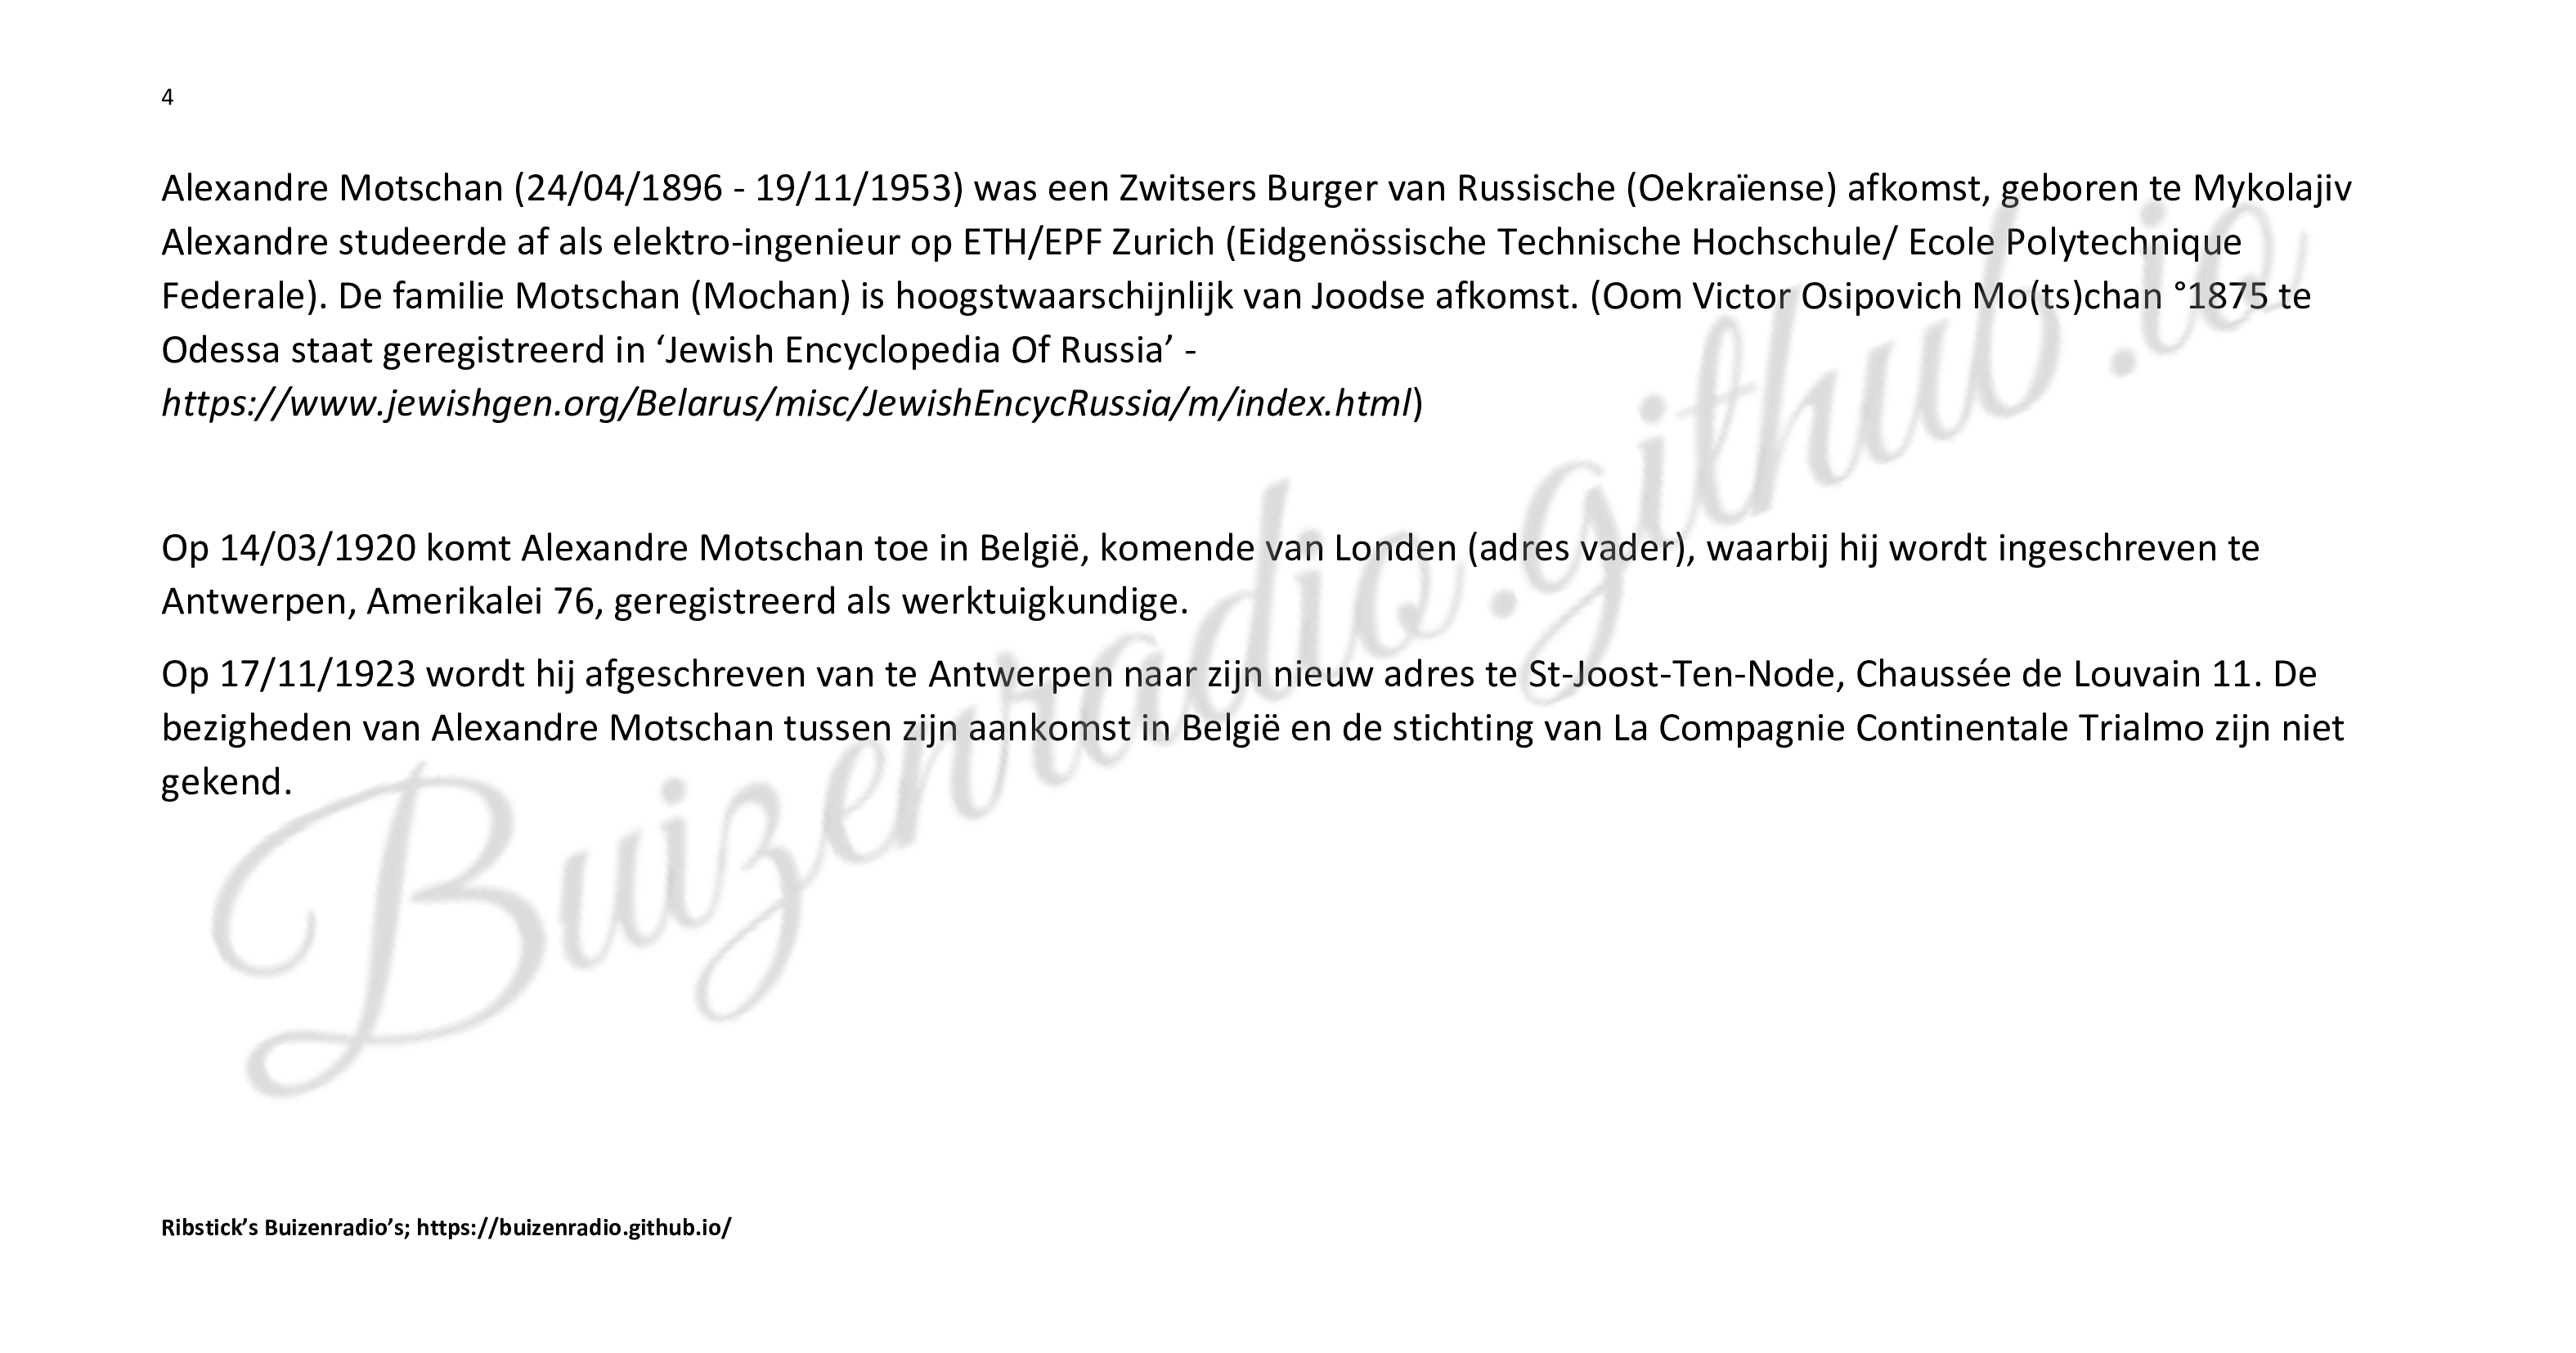 4
Alexandre Motschan (24/04/1896 - 19/11/1953) was een Zwitsers Burger van Russische (Oekraïense) afkomst, geboren te Mykolajiv
Alexandre studeerde af als elektro-ingenieur op ETH/EPF Zurich (Eidgenössische Technische Hochschule/ Ecole Polytechnique
Federale). De familie Motschan (Mochan) is hoogstwaarschijnlijk van Joodse afkomst. (Oom Victor Osipovich Mo(ts)chan °1875 te
Odessa staat geregistreerd in ‘Jewish Encyclopedia Of Russia’ -
https://www.jewishgen.org/Belarus/misc/JewishEncycRussia/m/index.html)
Op 14/03/1920 komt Alexandre Motschan toe in België, komende van Londen (adres vader), waarbij hij wordt ingeschreven te
Antwerpen, Amerikalei 76, geregistreerd als werktuigkundige.
Op 17/11/1923 wordt hij afgeschreven van te Antwerpen naar zijn nieuw adres te St-Joost-Ten-Node, Chaussée de Louvain 11. De
bezigheden van Alexandre Motschan tussen zijn aankomst in België en de stichting van La Compagnie Continentale Trialmo zijn niet
gekend.
Buizenradio.github.io
Ribstick’s Buizenradio’s; https://buizenradio.github.io/